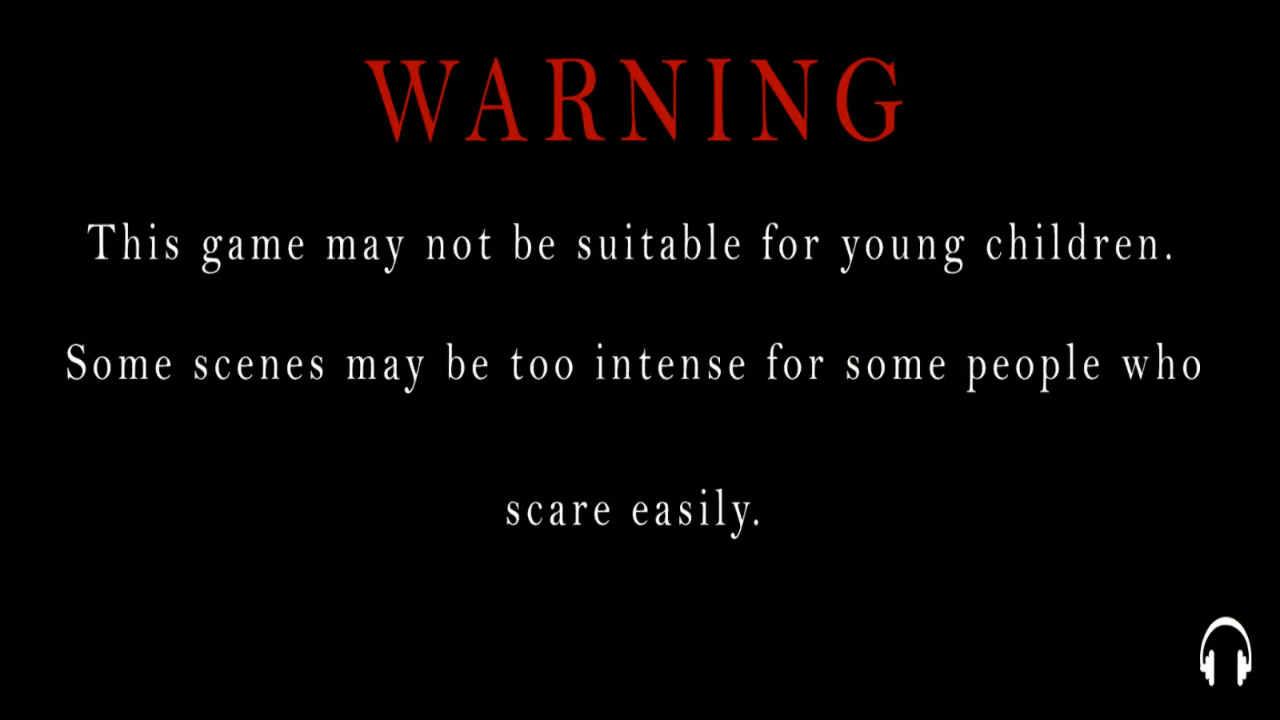 WARNING
This game may not be suitable for young children.
Some scenes may be too intense for some people who
scare easily.